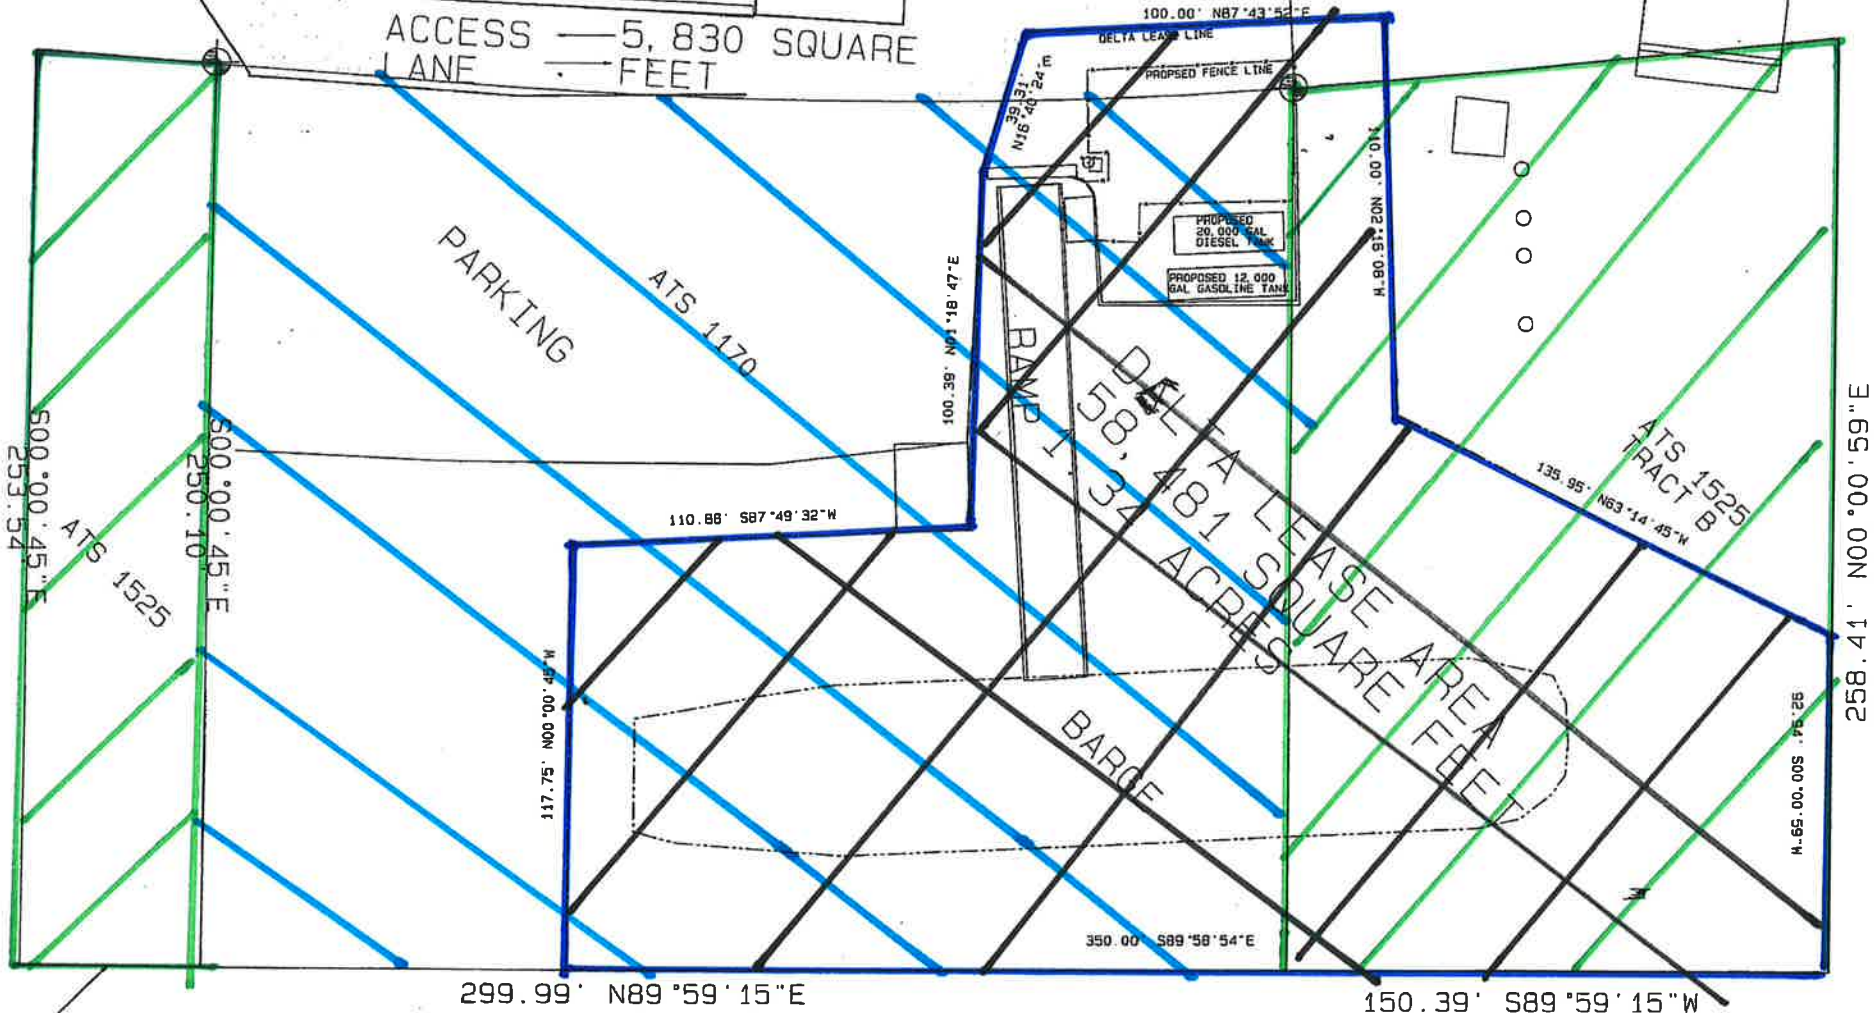 ACCESS — 5,830 SQUARE
LANE — FEET
100.00' N87°43'52"E
DELTA LEASE LINE
PROPSED FENCE LINE
39.31'
N16°40'24"E
110.00' N02°16'08"W
PROPOSED
20,000 GAL
DIESEL TANK
PROPOSED 12,000
GAL GASOLINE TANK
PARKING
ATS 1170
100.39' N01°18'47"E
RAMP
DALTA LEASE AREA
58,481 SQUARE FEET
1.34 ACRES
ATS 1525
TRACT B
135.95' N63°14'45"W
258.41' N00°00'59"E
S00°00'45"E
253.54'
S00°00'45"E
250.10'
ATS 1525
110.88' S87°49'32"W
117.75' N00°00'45"W
BARGE
92.94' S00°00'59"W
350.00' S89°58'54"E
299.99' N89°59'15"E
150.39' S89°59'15"W